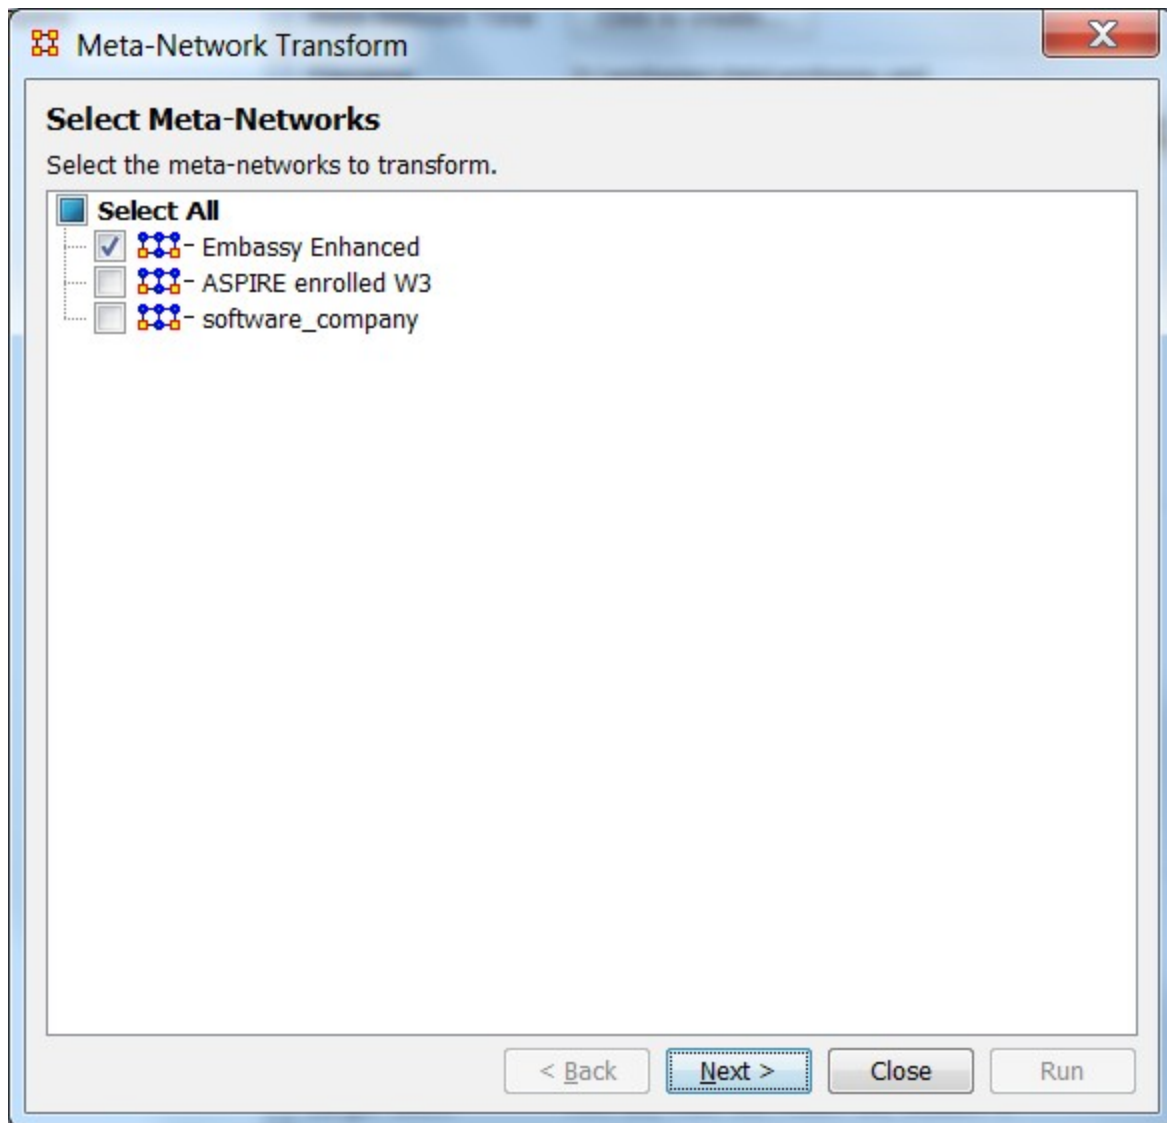 Meta-Network Transform
Select Meta-Networks
Select the meta-networks to transform.
Select All
Embassy Enhanced
ASPIRE enrolled W3
software_company
< Back Next > Close Run